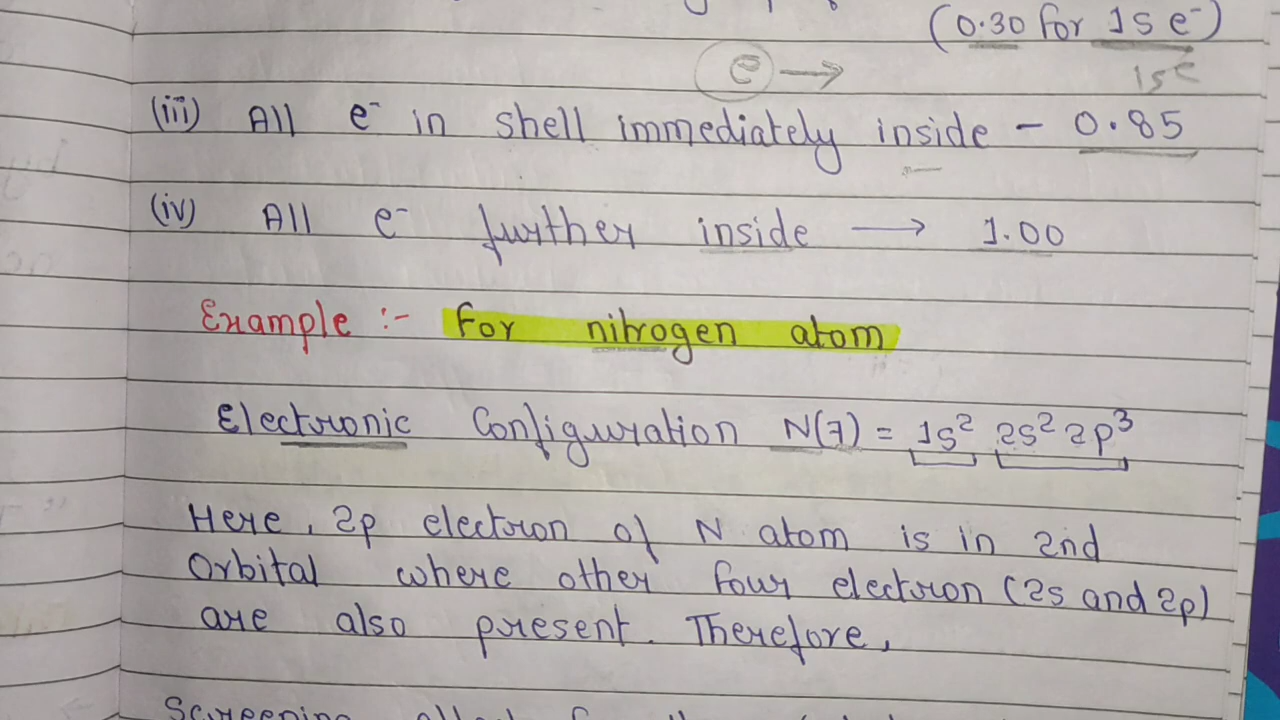 (0.30 for 1s e⁻)
e → 1s e⁻
(iii) All e⁻ in shell immediately inside - 0.85
(iv) All e⁻ further inside → 1.00
Example :- For nitrogen atom
Electronic Configuration N(7) = 1s² 2s² 2p³
Here, 2p electron of N atom is in 2nd
Orbital where other four electron (2s and 2p)
are also present. Therefore,
Screening